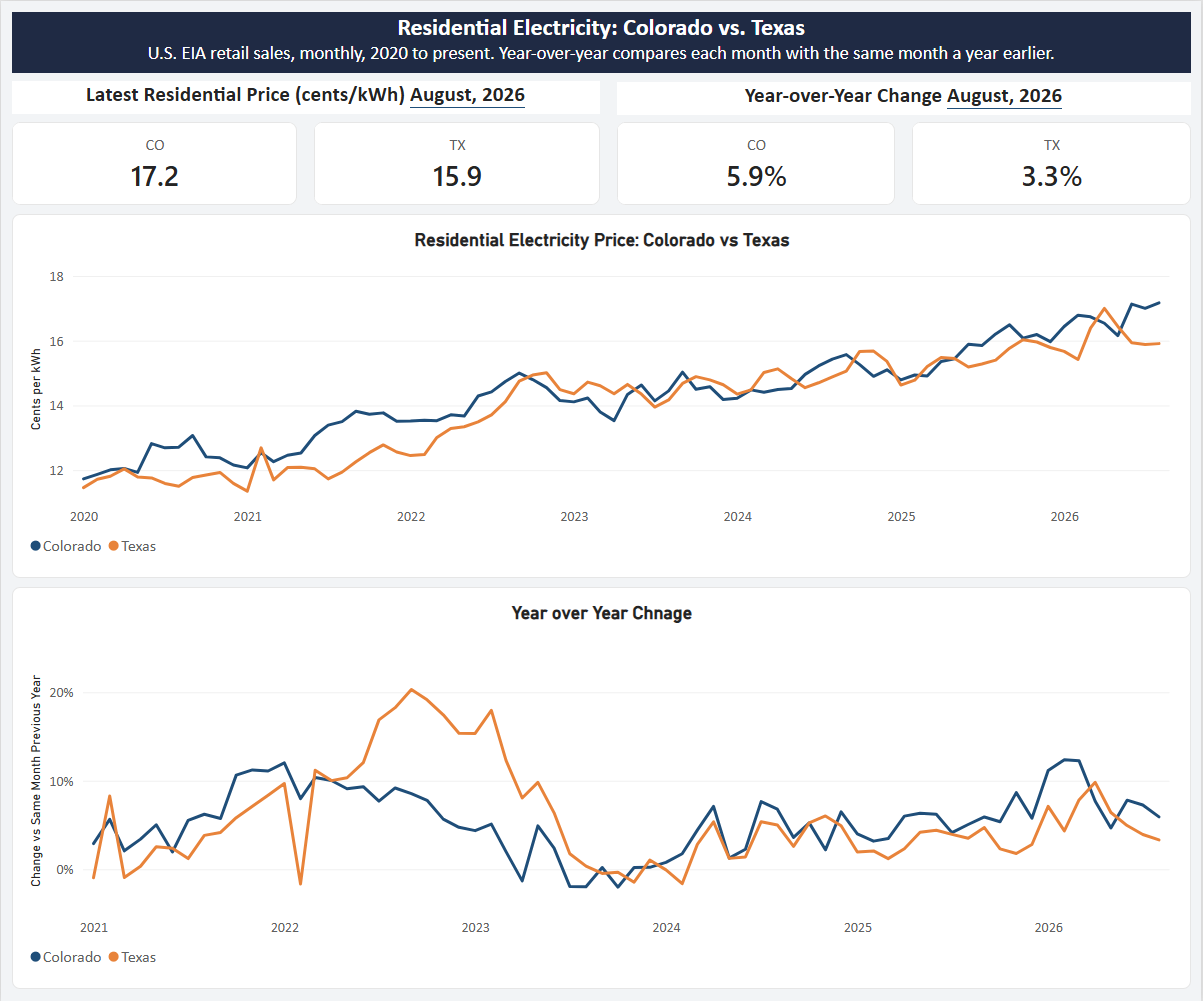 Residential Electricity: Colorado vs. Texas
U.S. EIA retail sales, monthly, 2020 to present. Year-over-year compares each month with the same month a year earlier.
Latest Residential Price (cents/kWh) August, 2026
Year-over-Year Change August, 2026
CO
17.2
TX
15.9
CO
5.9%
TX
3.3%
Residential Electricity Price: Colorado vs Texas
Cents per kWh
18
16
14
12
2020
2021
2022
2023
2024
2025
2026
Colorado
Texas
Year over Year Chnage
Change vs Same Month Previous Year
20%
10%
0%
2021
2022
2023
2024
2025
2026
Colorado
Texas